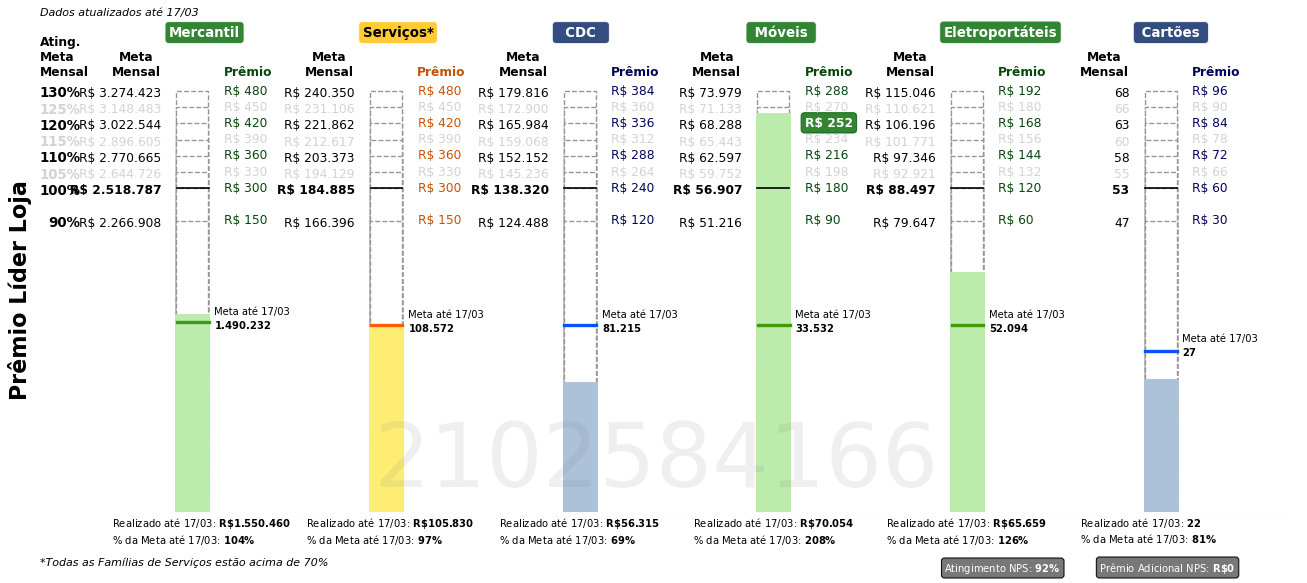 Dados atualizados até 17/03
Mercantil Serviços* CDC Móveis Eletroportáteis Cartões
Ating.
Meta Meta Meta Meta Meta Meta Meta
Mensal Mensal Prêmio Mensal Prêmio Mensal Prêmio Mensal Prêmio Mensal Prêmio Mensal Prêmio
130% R$ 3.274.423 R$ 480 R$ 240.350 R$ 480 R$ 179.816 R$ 384 R$ 73.979 R$ 288 R$ 115.046 R$ 192 68 R$ 96
125% R$ 3.148.483 R$ 450 R$ 231.106 R$ 450 R$ 172.900 R$ 360 R$ 71.133 R$ 270 R$ 110.621 R$ 180 66 R$ 90
120% R$ 3.022.544 R$ 420 R$ 221.862 R$ 420 R$ 165.984 R$ 336 R$ 68.288 R$ 252 R$ 106.196 R$ 168 63 R$ 84
115% R$ 2.896.605 R$ 390 R$ 212.617 R$ 390 R$ 159.068 R$ 312 R$ 65.443 R$ 234 R$ 101.771 R$ 156 60 R$ 78
110% R$ 2.770.665 R$ 360 R$ 203.373 R$ 360 R$ 152.152 R$ 288 R$ 62.597 R$ 216 R$ 97.346 R$ 144 58 R$ 72
105% R$ 2.644.726 R$ 330 R$ 194.129 R$ 330 R$ 145.236 R$ 264 R$ 59.752 R$ 198 R$ 92.921 R$ 132 55 R$ 66
100% R$ 2.518.787 R$ 300 R$ 184.885 R$ 300 R$ 138.320 R$ 240 R$ 56.907 R$ 180 R$ 88.497 R$ 120 53 R$ 60
90% R$ 2.266.908 R$ 150 R$ 166.396 R$ 150 R$ 124.488 R$ 120 R$ 51.216 R$ 90 R$ 79.647 R$ 60 47 R$ 30
Prêmio Líder Loja
Meta até 17/03 Meta até 17/03 Meta até 17/03 Meta até 17/03 Meta até 17/03
1.490.232 108.572 81.215 33.532 52.094
Meta até 17/03
27
2102584166
Realizado até 17/03: R$1.550.460 Realizado até 17/03: R$105.830 Realizado até 17/03: R$56.315 Realizado até 17/03: R$70.054 Realizado até 17/03: R$65.659 Realizado até 17/03: 22
% da Meta até 17/03: 104% % da Meta até 17/03: 97% % da Meta até 17/03: 69% % da Meta até 17/03: 208% % da Meta até 17/03: 126% % da Meta até 17/03: 81%
*Todas as Famílias de Serviços estão acima de 70% Atingimento NPS: 92% Prêmio Adicional NPS: R$0